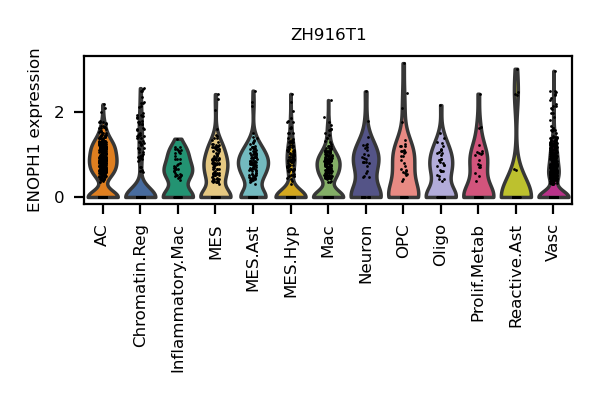 ZH916T1
ENOPH1 expression
2
0
AC
Chromatin.Reg
Inflammatory.Mac
MES
MES.Ast
MES.Hyp
Mac
Neuron
OPC
Oligo
Prolif.Metab
Reactive.Ast
Vasc